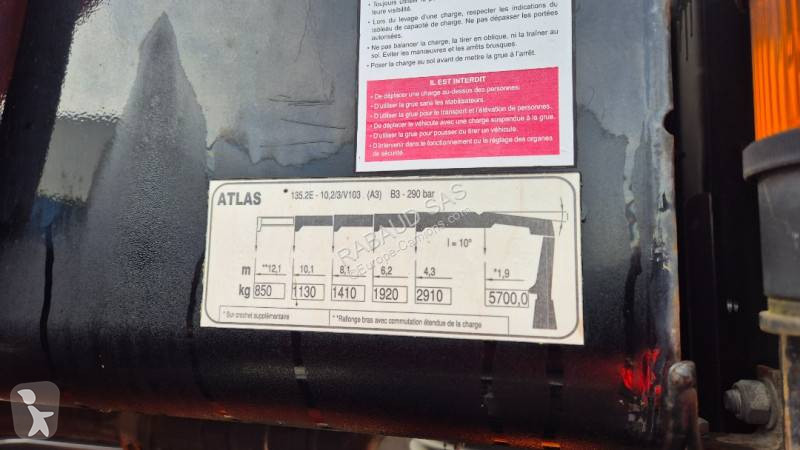 • Toujours utiliser
leure visibilité.
• Lors du levage d'une charge, respecter les indications du
tableau de capacité de charge. Ne pas dépasser les portées
autorisées.
• Ne pas balancer la charge, la tirer en oblique, ni la traîner au
sol. Eviter les manœuvres et les arrêts brusques.
• Poser la charge au sol avant de mettre la grue à l'arrêt.
IL EST INTERDIT
• De déplacer une charge au-dessus des personnes.
• D'utiliser la grue sans les stabilisateurs.
• D'utiliser la grue pour le transport et l'élévation de personnes.
• De déplacer le véhicule avec une charge suspendue à la grue.
• D'utiliser la grue pour pousser ou tirer un véhicule.
• D'intervenir dans le fonctionnement ou le réglage des organes
de sécurité.
ATLAS 135.2E - 10,2/3/V103 (A3) B3 - 290 bar
RABAUD SAS
Europe-Camions.com
l = 10°
m **12,1 10,1 8,1 6,2 4,3 *1,9
kg 850 1130 1410 1920 2910 5700,0
* Sur crochet supplémentaire
**Rallonge bras avec commutation étendue de la charge